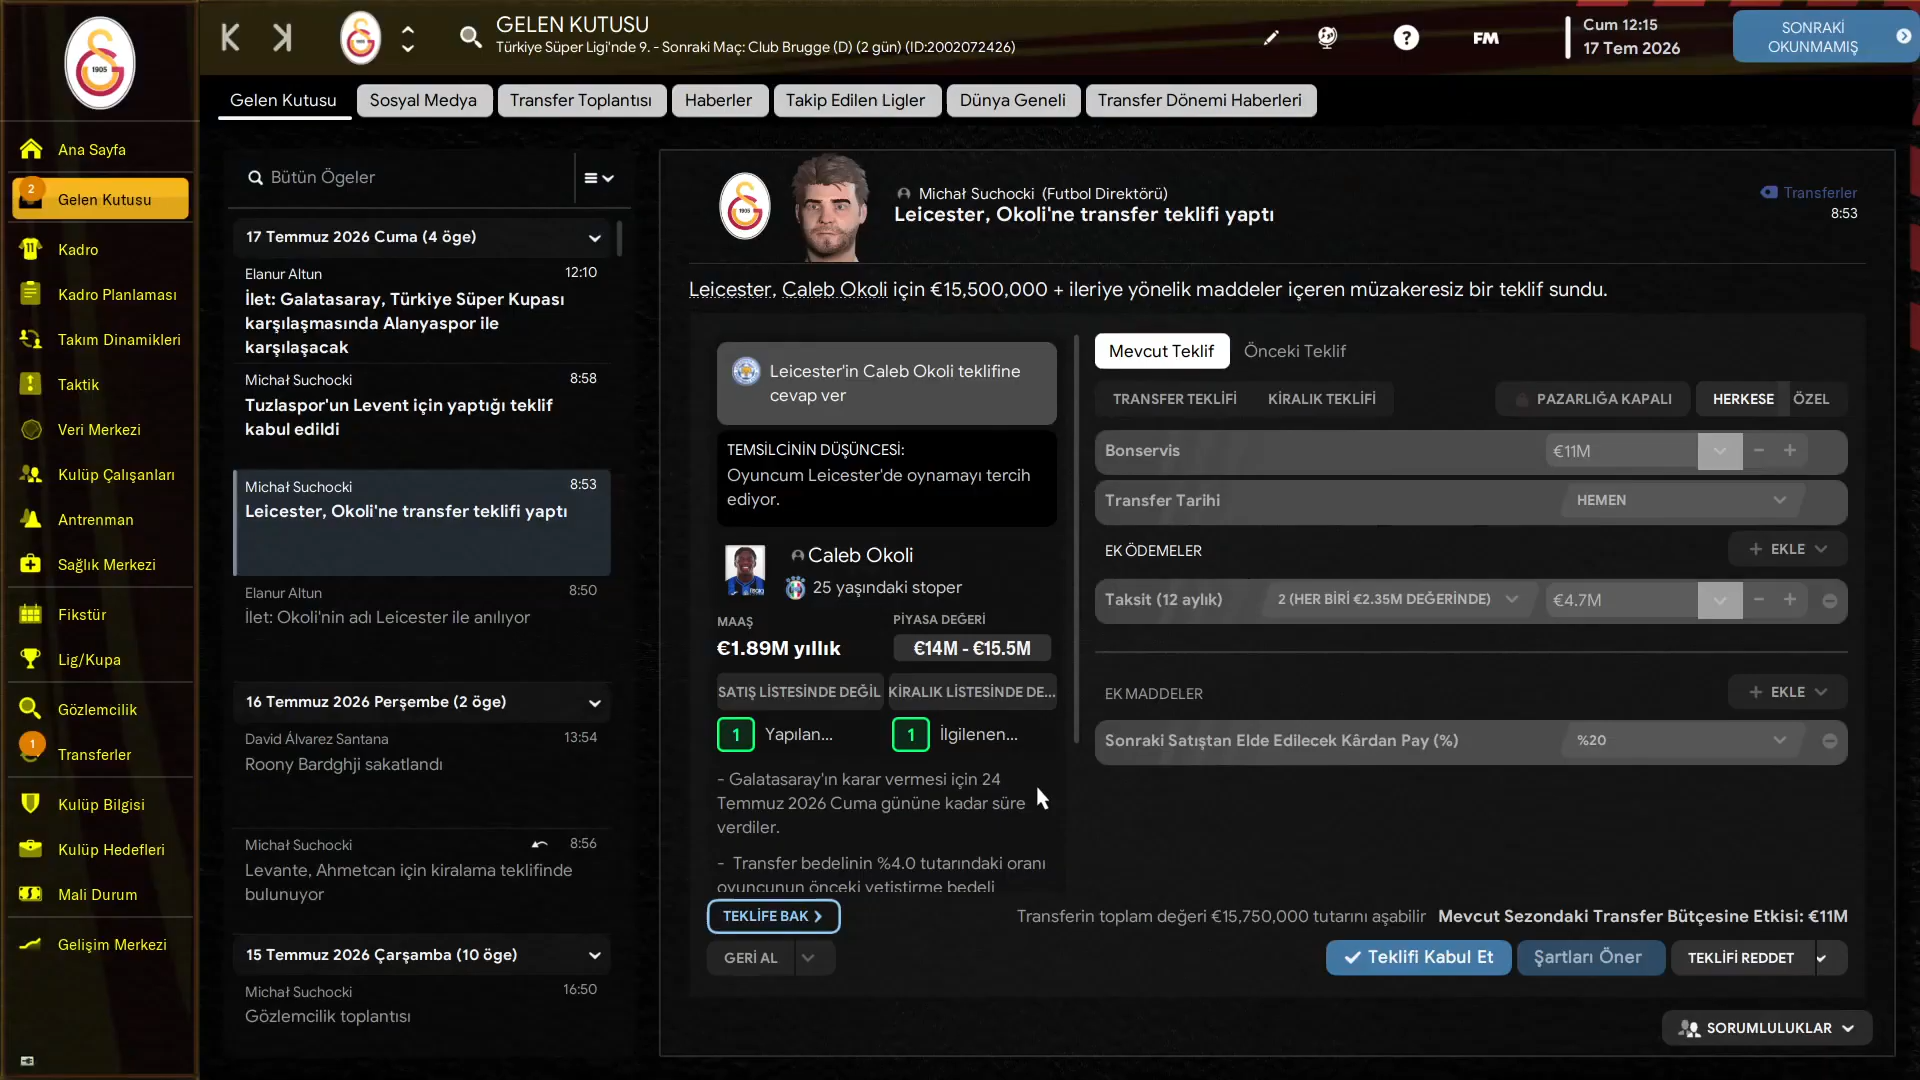 GELEN KUTUSU
Türkiye Süper Ligi'nde 9. - Sonraki Maç: Club Brugge (D) (2 gün) (ID:2002072426)
FM
Cum 12:15
17 Tem 2026
SONRAKİ
OKUNMAMIŞ
1905
Gelen Kutusu
Sosyal Medya
Transfer Toplantısı
Haberler
Takip Edilen Ligler
Dünya Geneli
Transfer Dönemi Haberleri
Ana Sayfa
2
Gelen Kutusu
Kadro
Kadro Planlaması
Takım Dinamikleri
Taktik
Veri Merkezi
Kulüp Çalışanları
Antrenman
Sağlık Merkezi
Fikstür
Lig/Kupa
Gözlemcilik
1
Transferler
Kulüp Bilgisi
Kulüp Hedefleri
Mali Durum
Gelişim Merkezi
Bütün Ögeler
17 Temmuz 2026 Cuma (4 öge)
Elanur Altun 12:10
İlet: Galatasaray, Türkiye Süper Kupası
karşılaşmasında Alanyaspor ile
karşılaşacak
Michał Suchocki 8:58
Tuzlaspor'un Levent için yaptığı teklif
kabul edildi
Michał Suchocki 8:53
Leicester, Okoli'ne transfer teklifi yaptı
Elanur Altun 8:50
İlet: Okoli'nin adı Leicester ile anılıyor
16 Temmuz 2026 Perşembe (2 öge)
David Álvarez Santana 13:54
Roony Bardghji sakatlandı
Michał Suchocki 8:56
Levante, Ahmetcan için kiralama teklifinde
bulunuyor
15 Temmuz 2026 Çarşamba (10 öge)
Michał Suchocki 16:50
Gözlemcilik toplantısı
1905
Michał Suchocki (Futbol Direktörü)
Leicester, Okoli'ne transfer teklifi yaptı
Transferler
8:53
Leicester, Caleb Okoli için €15,500,000 + ileriye yönelik maddeler içeren müzakeresiz bir teklif sundu.
Leicester'in Caleb Okoli teklifine
cevap ver
TEMSİLCİNİN DÜŞÜNCESİ:
Oyuncum Leicester'de oynamayı tercih
ediyor.
Caleb Okoli
25 yaşındaki stoper
MAAŞ
€1.89M yıllık
PİYASA DEĞERİ
€14M - €15.5M
SATIŞ LİSTESİNDE DEĞİL
KİRALIK LİSTESİNDE DE...
1 Yapılan...
1 İlgilenen...
- Galatasaray'ın karar vermesi için 24
Temmuz 2026 Cuma gününe kadar süre
verdiler.
- Transfer bedelinin %4.0 tutarındaki oranı
oyuncunun önceki yetiştirme bedeli
Mevcut Teklif
Önceki Teklif
TRANSFER TEKLİFİ
KİRALIK TEKLİFİ
PAZARLIĞA KAPALI
HERKESE
ÖZEL
Bonservis €11M
Transfer Tarihi HEMEN
EK ÖDEMELER
EKLE
Taksit (12 aylık) 2 (HER BİRİ €2.35M DEĞERİNDE) €4.7M
EK MADDELER
EKLE
Sonraki Satıştan Elde Edilecek Kârdan Pay (%) %20
TEKLİFE BAK
Transferin toplam değeri €15,750,000 tutarını aşabilir
Mevcut Sezondaki Transfer Bütçesine Etkisi: €11M
GERİ AL
Teklifi Kabul Et
Şartları Öner
TEKLİFİ REDDET
SORUMLULUKLAR